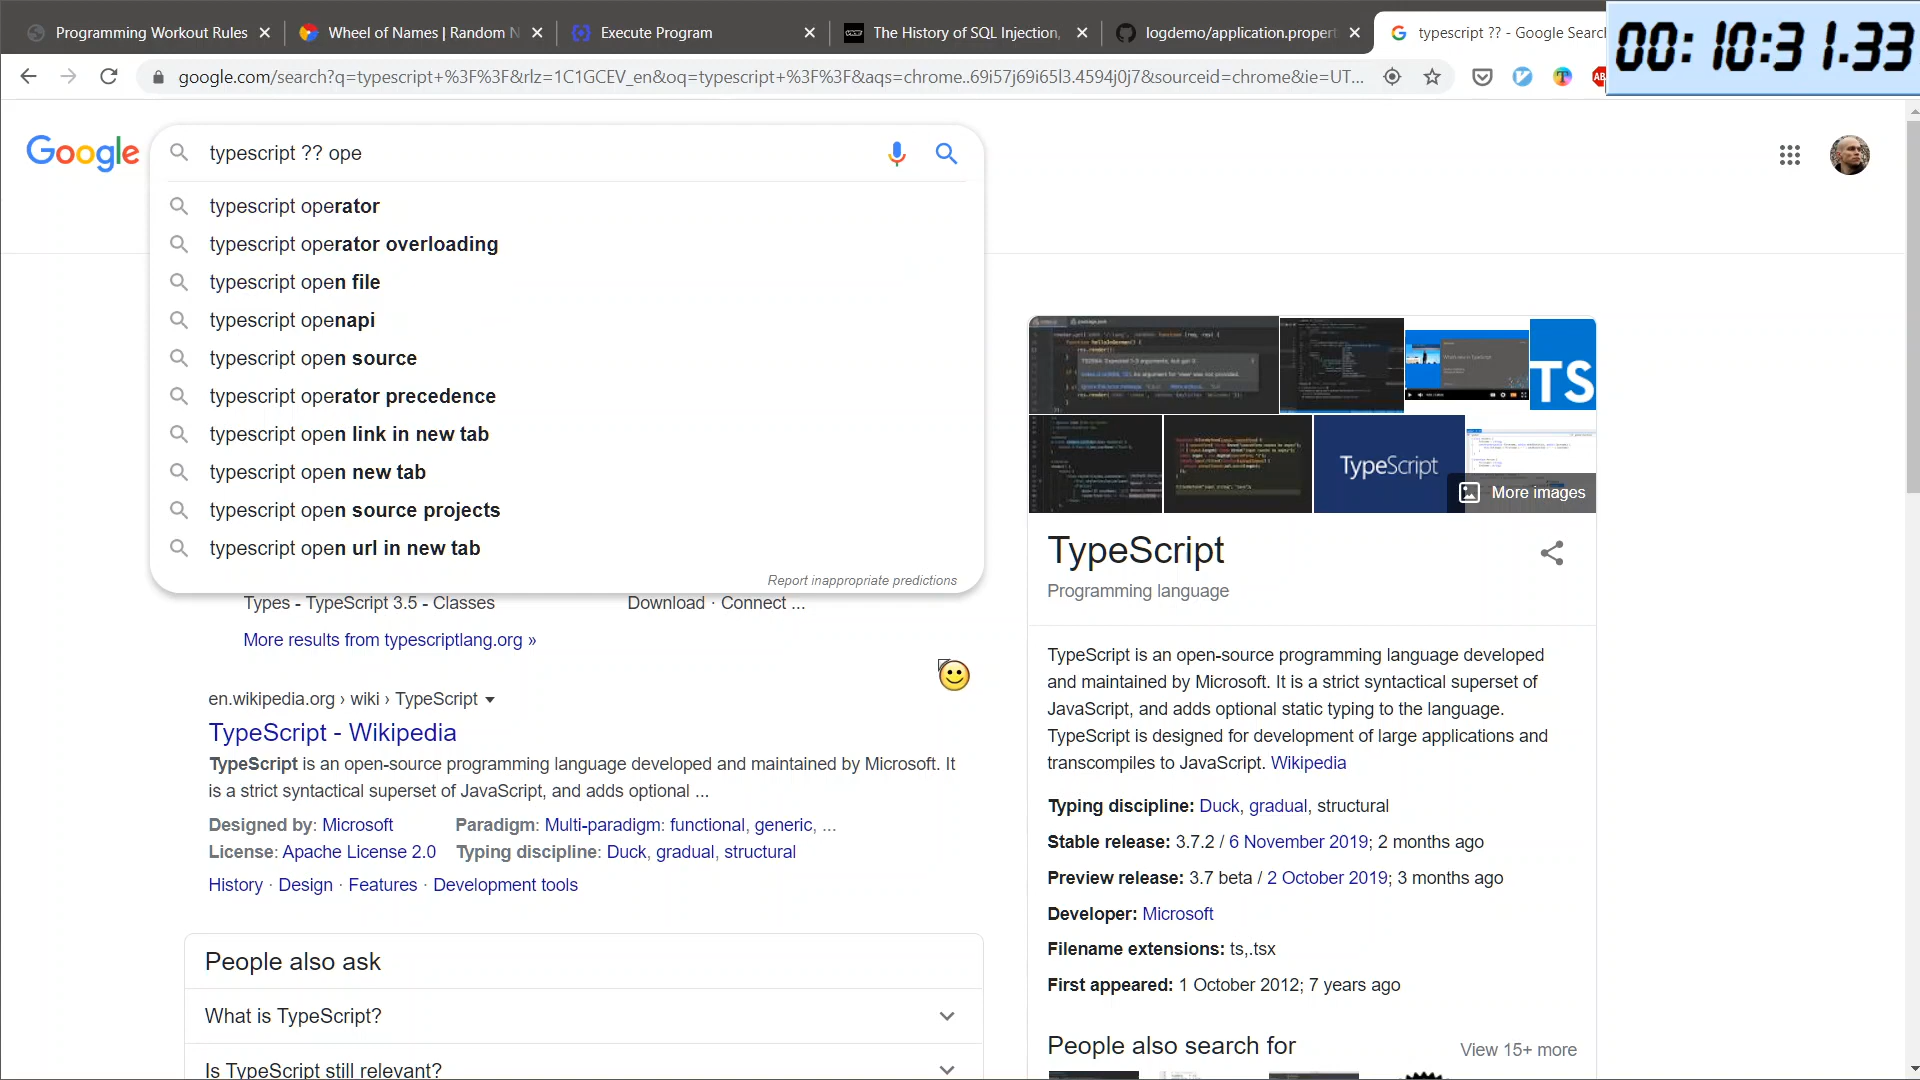 Programming Workout Rules
Wheel of Names | Random N
Execute Program
The History of SQL Injection,
logdemo/application.propert
typescript ?? - Google Searc
00:10:31.33
google.com/search?q=typescript+%3F%3F&rlz=1C1GCEV_en&oq=typescript+%3F%3F&aqs=chrome..69i57j69i65l3.4594j0j7&sourceid=chrome&ie=UT...
Google
typescript ?? ope
typescript operator
typescript operator overloading
typescript open file
typescript openapi
typescript open source
typescript operator precedence
typescript open link in new tab
typescript open new tab
typescript open source projects
typescript open url in new tab
Report inappropriate predictions
Types - TypeScript 3.5 - Classes
Download · Connect ...
More results from typescriptlang.org »
en.wikipedia.org › wiki › TypeScript
TypeScript - Wikipedia
TypeScript is an open-source programming language developed and maintained by Microsoft. It
is a strict syntactical superset of JavaScript, and adds optional ...
Designed by: Microsoft
Paradigm: Multi-paradigm: functional, generic, ...
License: Apache License 2.0
Typing discipline: Duck, gradual, structural
History · Design · Features · Development tools
People also ask
What is TypeScript?
Is TypeScript still relevant?
TS
TypeScript
More images
TypeScript
Programming language
TypeScript is an open-source programming language developed
and maintained by Microsoft. It is a strict syntactical superset of
JavaScript, and adds optional static typing to the language.
TypeScript is designed for development of large applications and
transcompiles to JavaScript. Wikipedia
Typing discipline: Duck, gradual, structural
Stable release: 3.7.2 / 6 November 2019; 2 months ago
Preview release: 3.7 beta / 2 October 2019; 3 months ago
Developer: Microsoft
Filename extensions: ts,.tsx
First appeared: 1 October 2012; 7 years ago
People also search for
View 15+ more